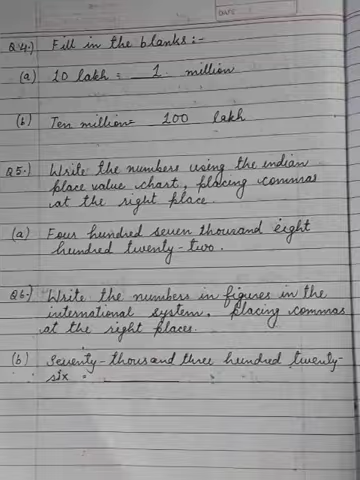 DATE
Q4.) Fill in the blanks :-
(a) 10 lakh = 1 million
(b) Ten million = 100 lakh
Q5.) Write the numbers using the indian
place value chart, placing commas
at the right place.
(a) Four hundred seven thousand eight
hundred twenty-two.
Q6.) Write the numbers in figures in the
international system, placing commas
at the right places.
(b) Seventy-thousand three hundred twenty-
six.